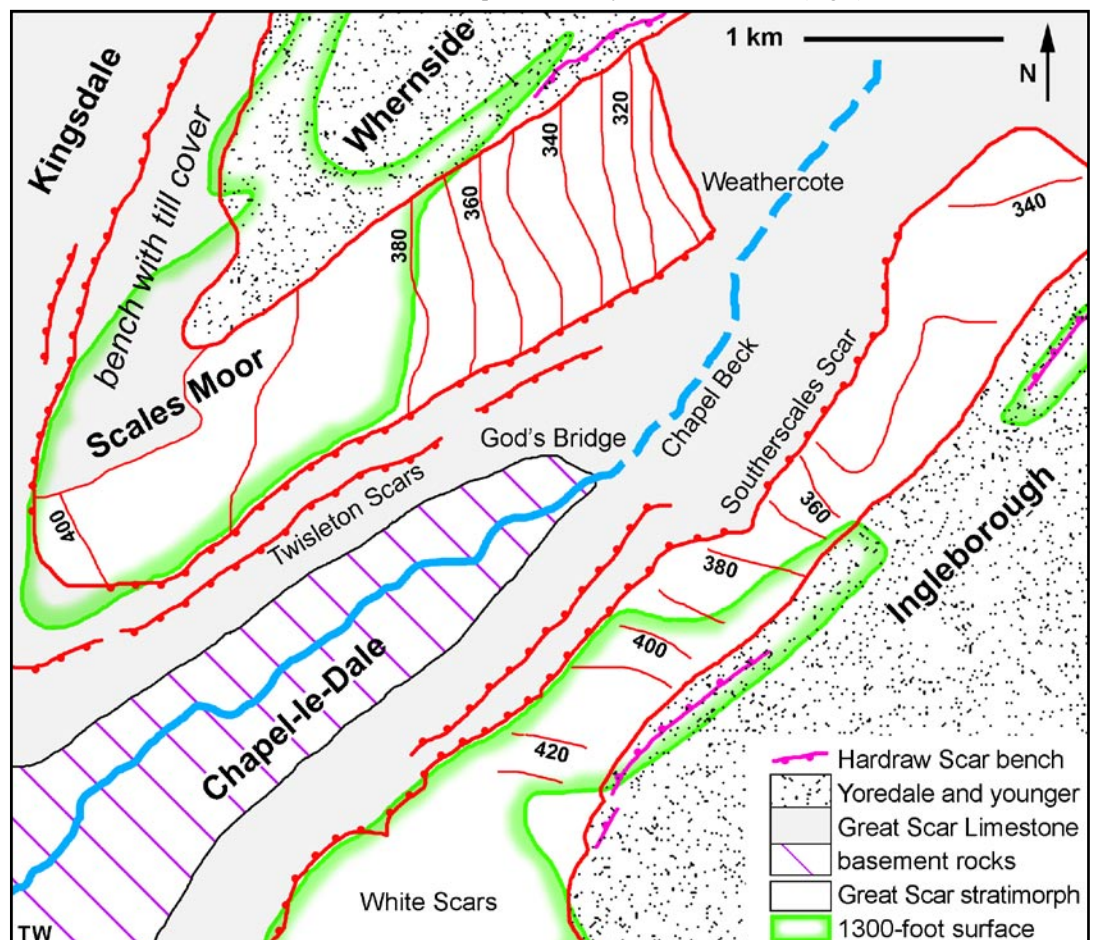 1 km
N
Kingsdale
Whernside
bench with till cover
320
340
360
380
Weathercote
340
Scales Moor
400
God's Bridge
Chapel Beck
Southerscales Scar
Twisleton Scars
360
380
400
420
Ingleborough
Chapel-le-Dale
White Scars
Hardraw Scar bench
Yoredale and younger
Great Scar Limestone
basement rocks
Great Scar stratimorph
1300-foot surface
TW